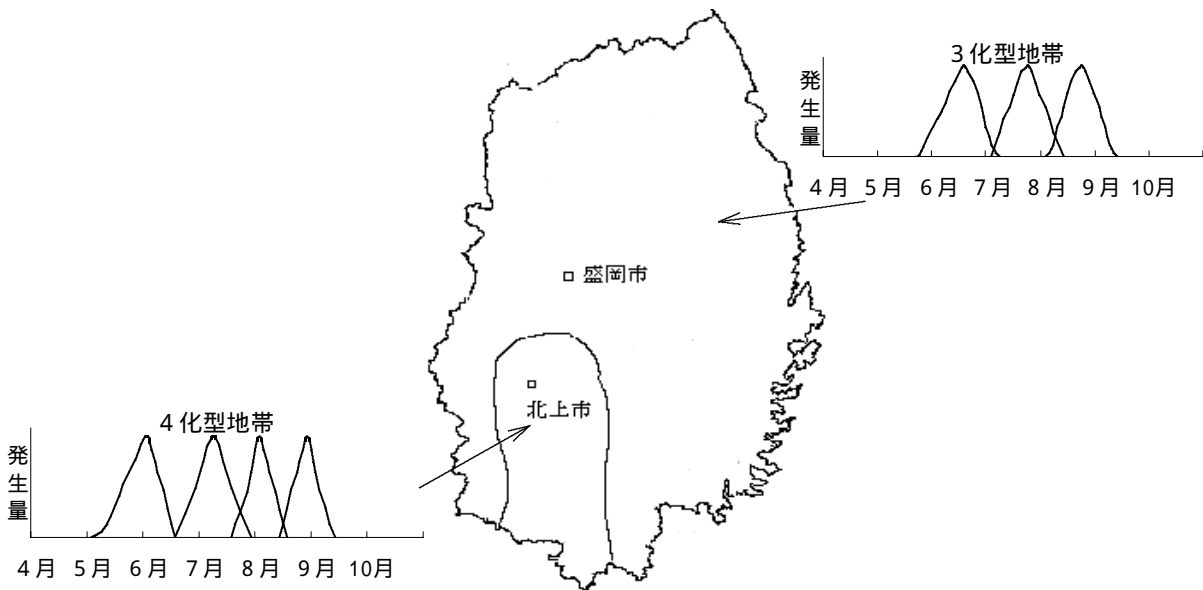 3化型地帯
発生量
4月 5月 6月 7月 8月 9月 10月
盛岡市
北上市
4化型地帯
発生量
4月 5月 6月 7月 8月 9月 10月